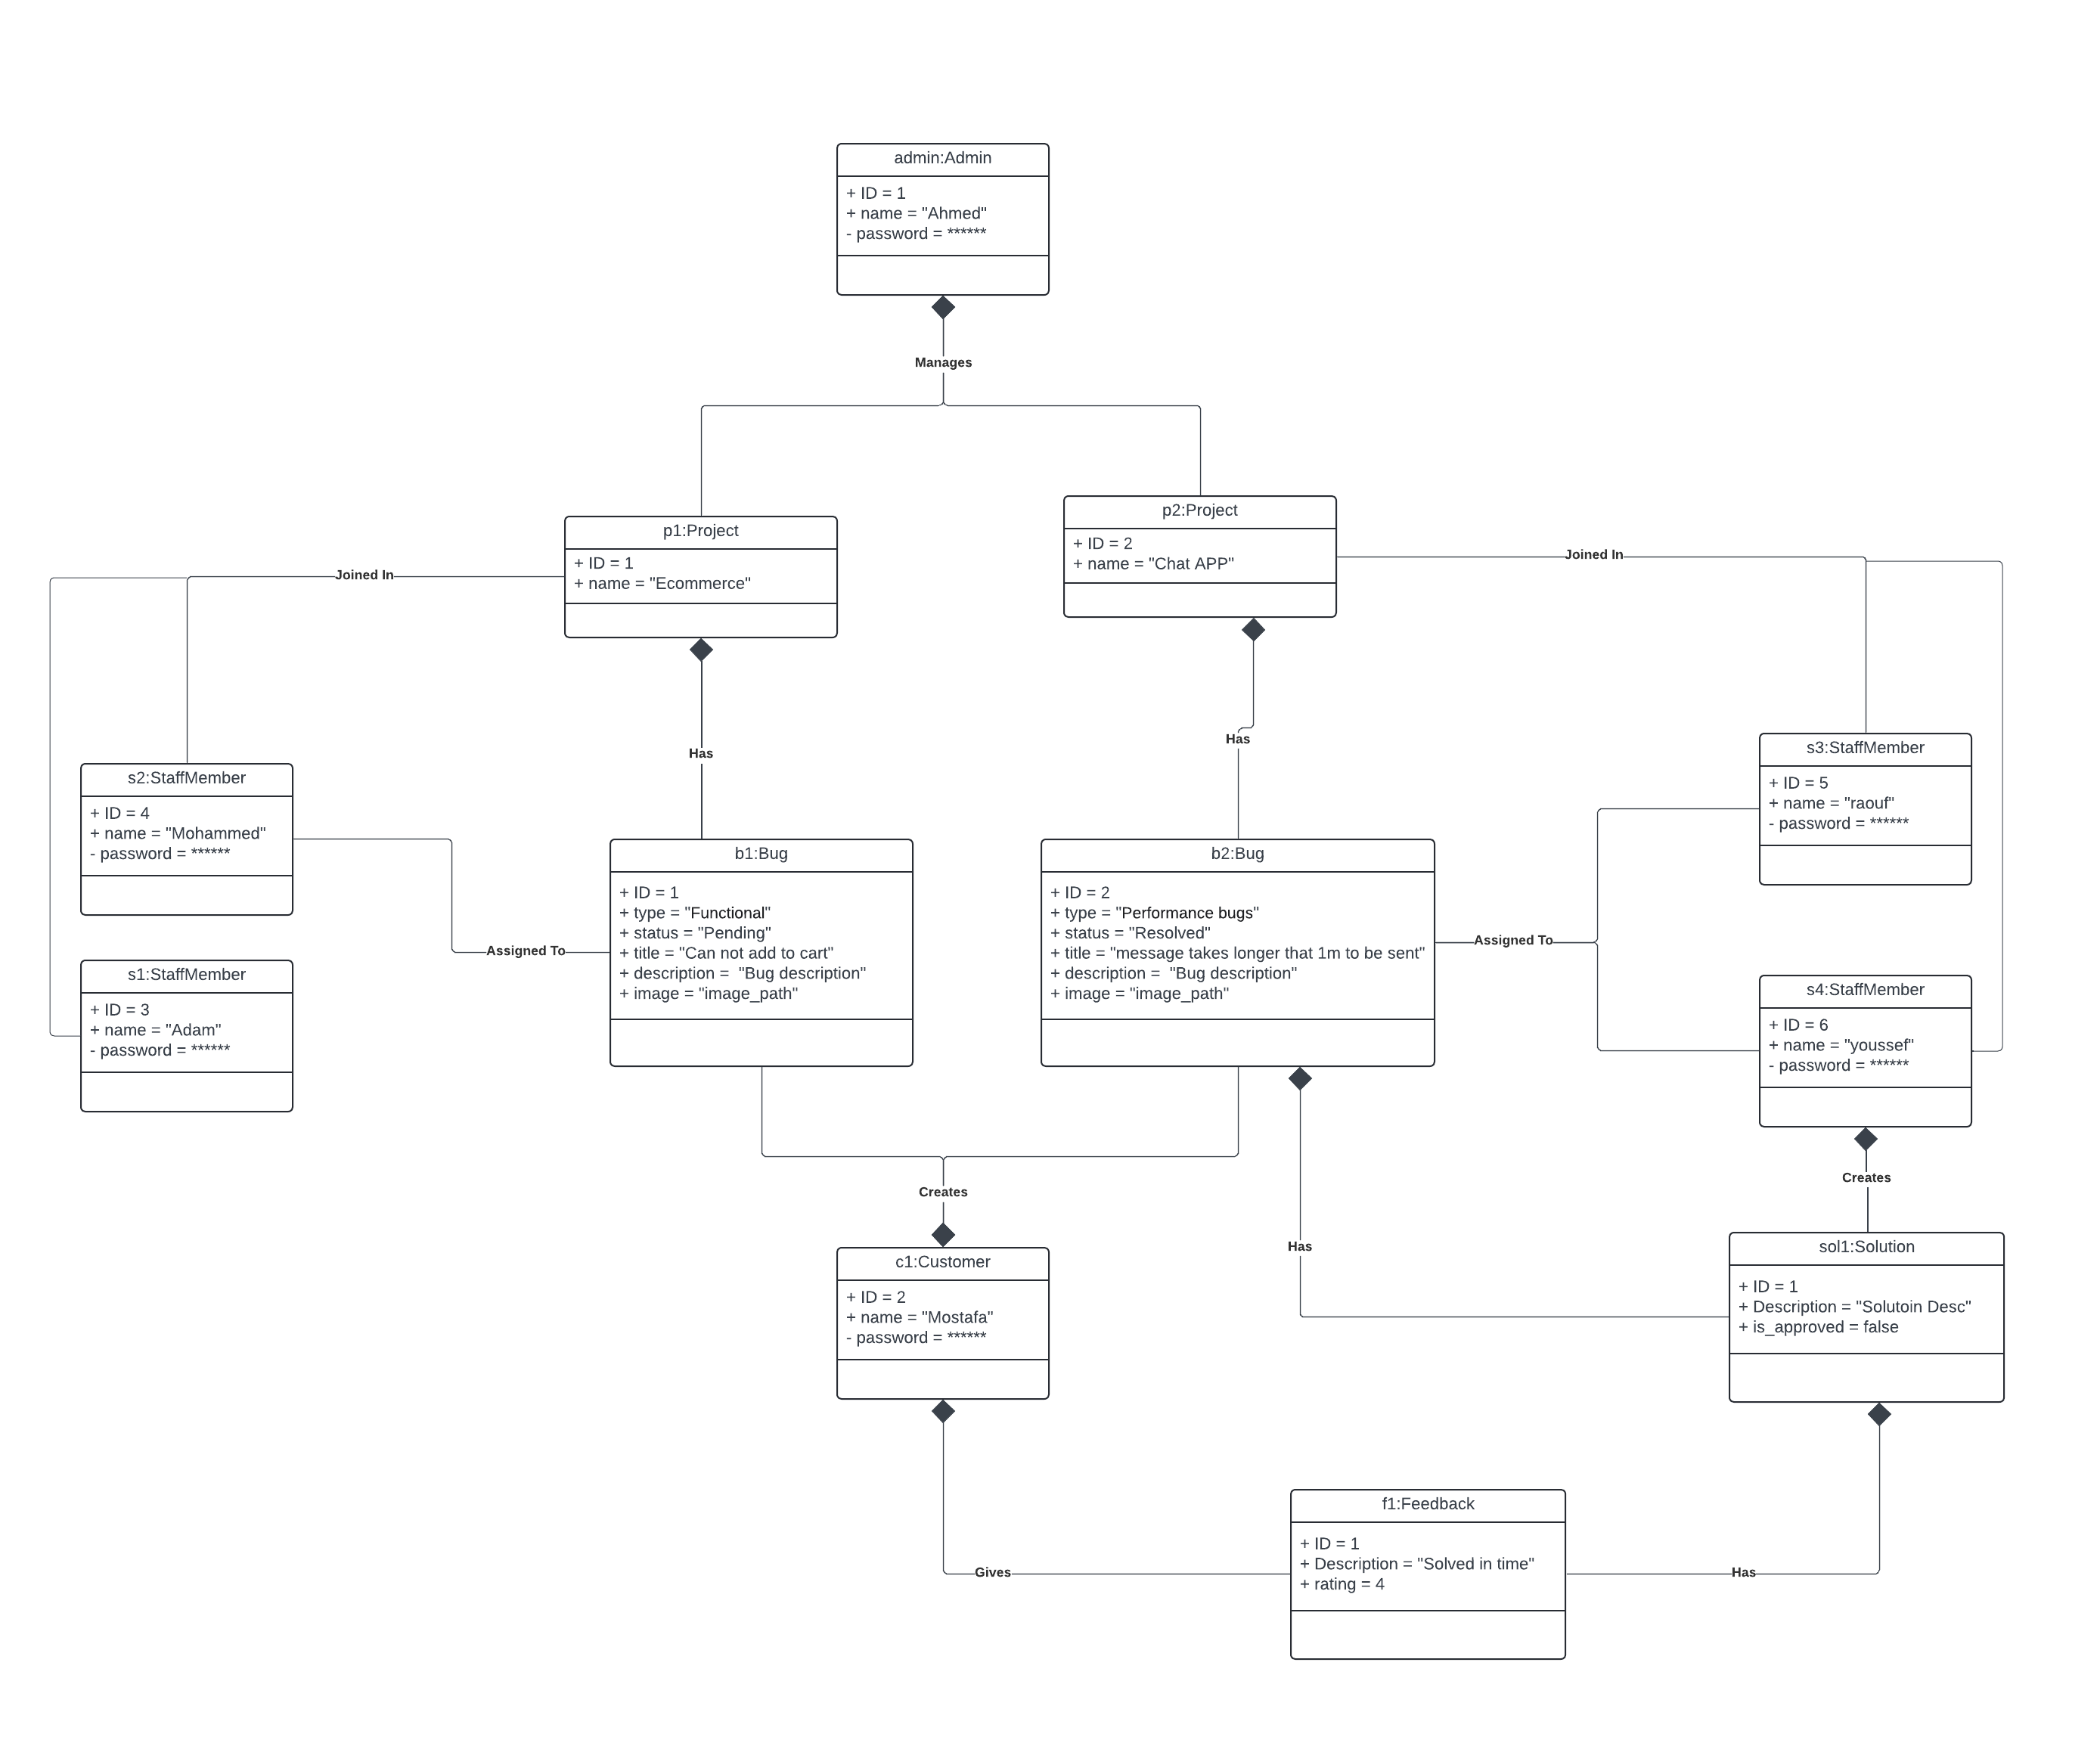 admin:Admin
+ ID = 1
+ name = "Ahmed"
- password = ******
Manages
p1:Project
+ ID = 1
+ name = "Ecommerce"
p2:Project
+ ID = 2
+ name = "Chat APP"
Joined In
Joined In
Has
Has
s2:StaffMember
+ ID = 4
+ name = "Mohammed"
- password = ******
s1:StaffMember
+ ID = 3
+ name = "Adam"
- password = ******
Assigned To
b1:Bug
+ ID = 1
+ type = "Functional"
+ status = "Pending"
+ title = "Can not add to cart"
+ description =  "Bug description"
+ image = "image_path"
b2:Bug
+ ID = 2
+ type = "Performance bugs"
+ status = "Resolved"
+ title = "message takes longer that 1m to be sent"
+ description =  "Bug description"
+ image = "image_path"
Assigned To
s3:StaffMember
+ ID = 5
+ name = "raouf"
- password = ******
s4:StaffMember
+ ID = 6
+ name = "youssef"
- password = ******
Creates
Creates
Has
c1:Customer
+ ID = 2
+ name = "Mostafa"
- password = ******
sol1:Solution
+ ID = 1
+ Description = "Solutoin Desc"
+ is_approved = false
f1:Feedback
+ ID = 1
+ Description = "Solved in time"
+ rating = 4
Gives
Has